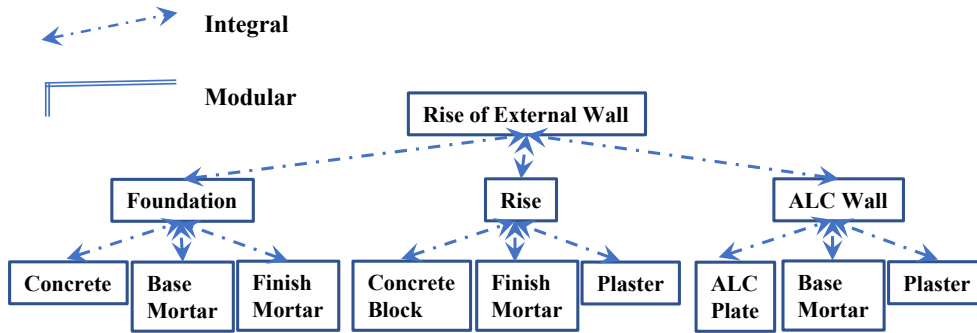 Integral
Modular
Rise of External Wall
Foundation
Rise
ALC Wall
Concrete
Base
Mortar
Finish
Mortar
Concrete
Block
Finish
Mortar
Plaster
ALC
Plate
Base
Mortar
Plaster